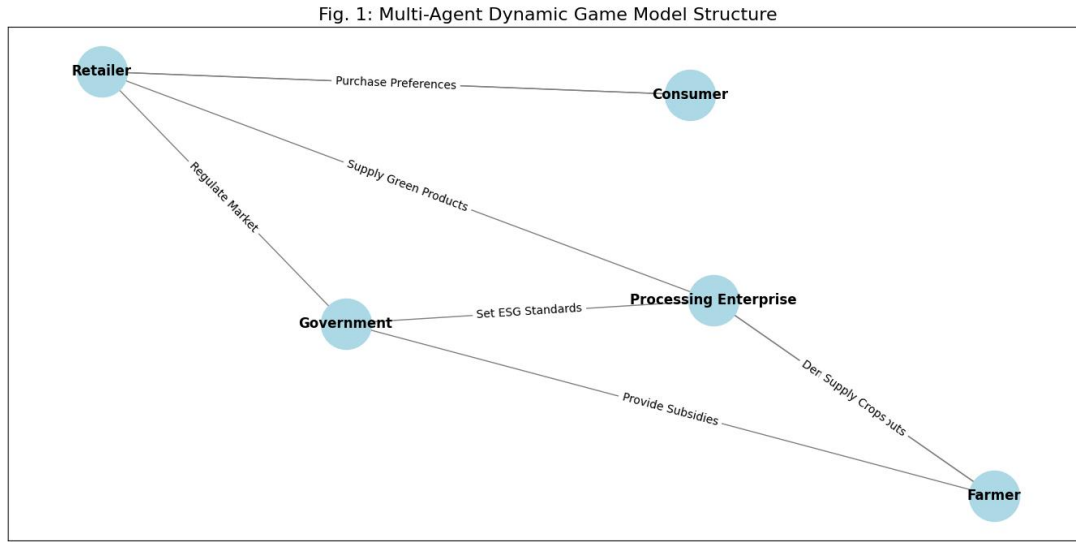 Fig. 1: Multi-Agent Dynamic Game Model Structure
Retailer
Purchase Preferences
Consumer
Supply Green Products
Regulate Market
Processing Enterprise
Set ESG Standards
Government
Supply Crops
Provide Subsidies
Farmer